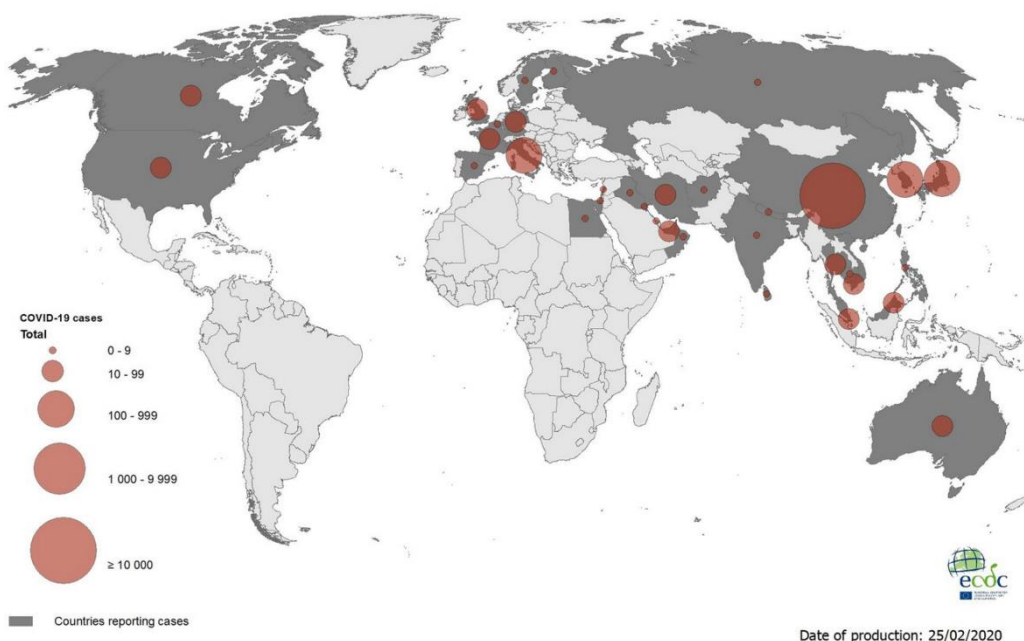 COVID-19 cases
Total
0 - 9
10 - 99
100 - 999
1 000 - 9 999
≥ 10 000
Countries reporting cases
ecdc
Date of production: 25/02/2020